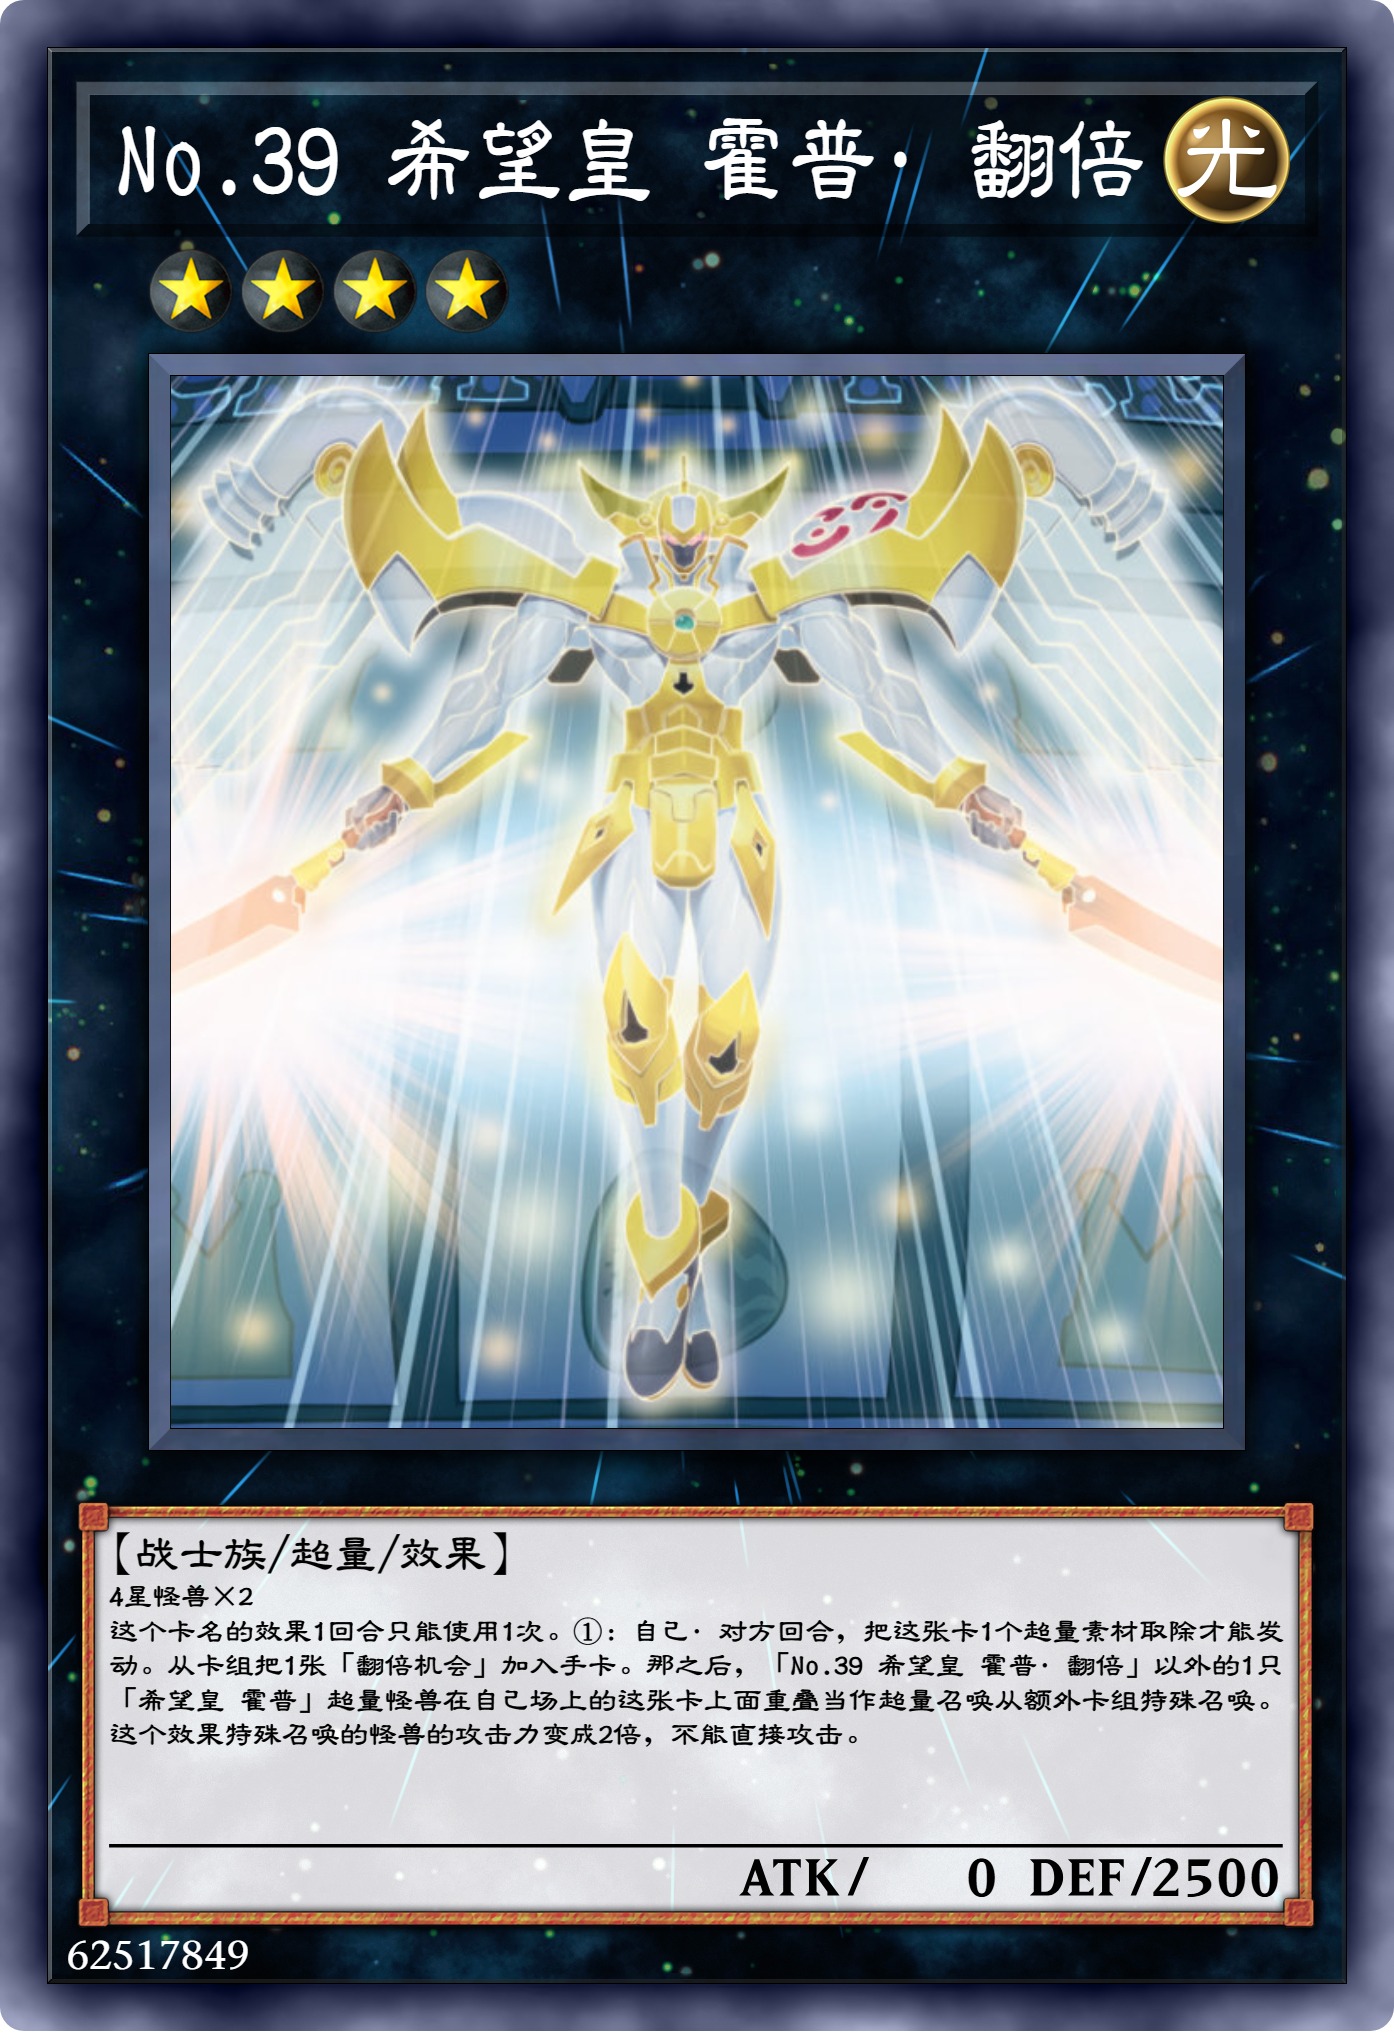 No.39 希望皇 霍普·翻倍 光
39
【战士族/超量/效果】
4星怪兽×2
这个卡名的效果1回合只能使用1次。①：自己·对方回合，把这张卡1个超量素材取除才能发
动。从卡组把1张「翻倍机会」加入手卡。那之后，「No.39 希望皇 霍普·翻倍」以外的1只
「希望皇 霍普」超量怪兽在自己场上的这张卡上面重叠当作超量召唤从额外卡组特殊召唤。
这个效果特殊召唤的怪兽的攻击力变成2倍，不能直接攻击。
ATK/ 0 DEF/2500
62517849